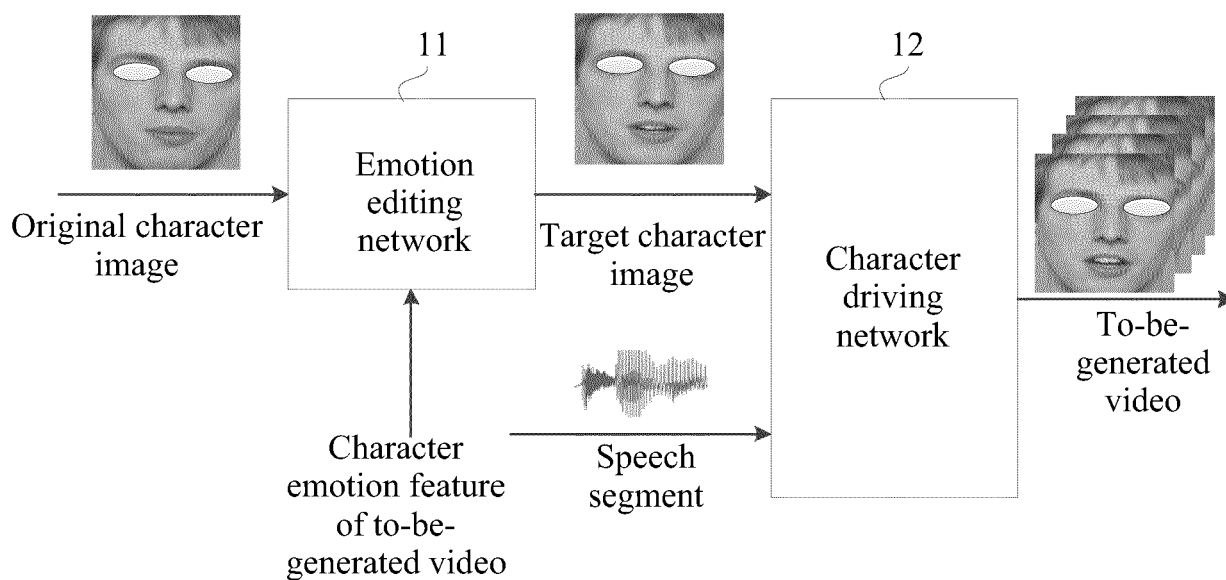 11
12
Emotion
editing
network
Original character
image
Target character
image
Character
driving
network
To-be-
generated
video
Character
emotion feature
of to-be-
generated video
Speech
segment